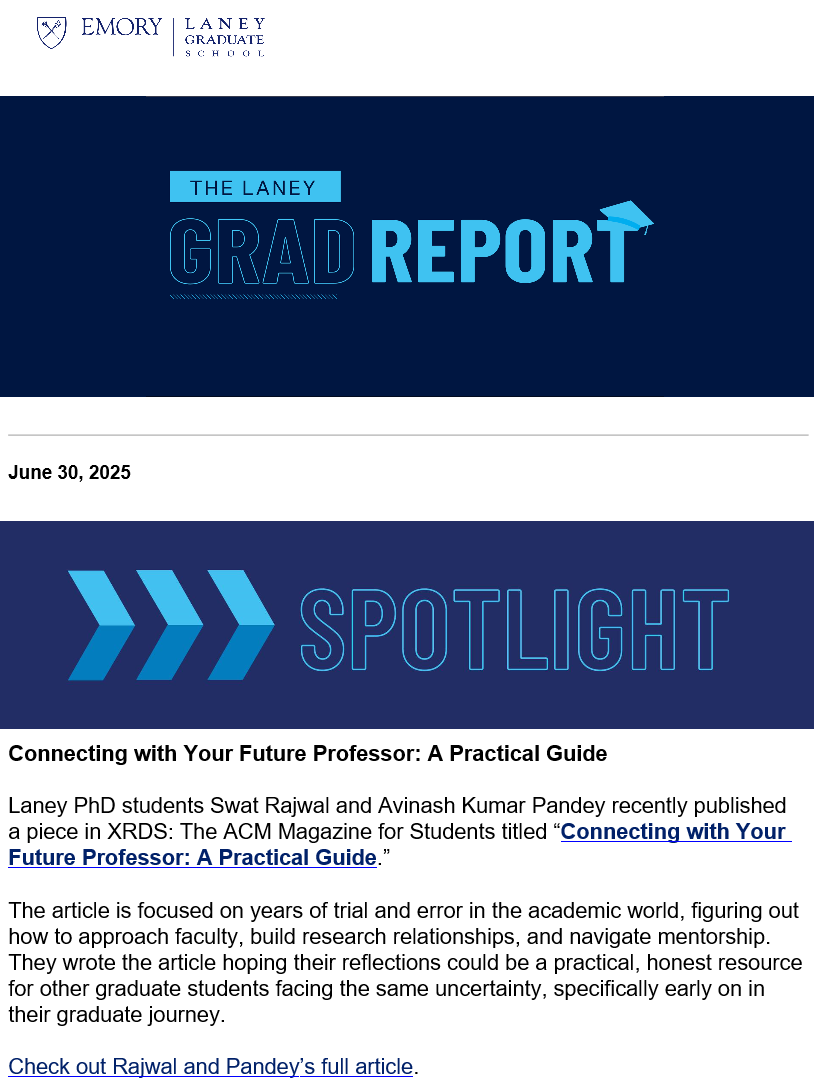 EMORY
LANEY
GRADUATE
SCHOOL
THE LANEY
GRAD REPORT
June 30, 2025
SPOTLIGHT
Connecting with Your Future Professor: A Practical Guide
Laney PhD students Swat Rajwal and Avinash Kumar Pandey recently published
a piece in XRDS: The ACM Magazine for Students titled “Connecting with Your
Future Professor: A Practical Guide.”
The article is focused on years of trial and error in the academic world, figuring out
how to approach faculty, build research relationships, and navigate mentorship.
They wrote the article hoping their reflections could be a practical, honest resource
for other graduate students facing the same uncertainty, specifically early on in
their graduate journey.
Check out Rajwal and Pandey’s full article.